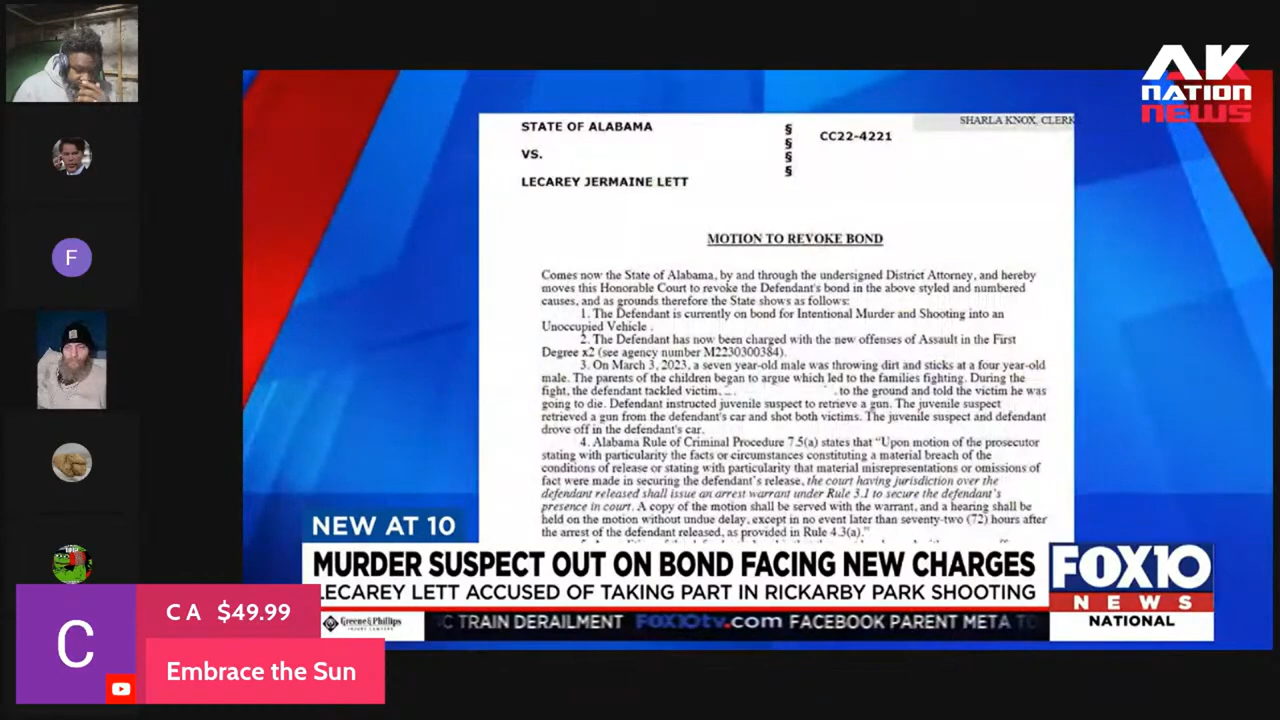 AK
NATION
NEWS
SHARLA KNOX, CLERK
STATE OF ALABAMA
VS.
LECAREY JERMAINE LETT
§
§
§
§
CC22-4221
MOTION TO REVOKE BOND
Comes now the State of Alabama, by and through the undersigned District Attorney, and hereby
moves this Honorable Court to revoke the Defendant's bond in the above styled and numbered
causes, and as grounds therefore the State shows as follows:
1. The Defendant is currently on bond for Intentional Murder and Shooting into an
Unoccupied Vehicle .
2. The Defendant has now been charged with the new offenses of Assault in the First
Degree x2 (see agency number M2230300384).
3. On March 3, 2023, a seven year-old male was throwing dirt and sticks at a four year-old
male. The parents of the children began to argue which led to the families fighting. During the
fight, the defendant tackled victim, to the ground and told the victim he was
going to die. Defendant instructed juvenile suspect to retrieve a gun. The juvenile suspect
retrieved a gun from the defendant's car and shot both victims. The juvenile suspect and defendant
drove off in the defendant's car.
4. Alabama Rule of Criminal Procedure 7.5(a) states that "Upon motion of the prosecutor
stating with particularity the facts or circumstances constituting a material breach of the
conditions of release or stating with particularity that material misrepresentations or omissions of
fact were made in securing the defendant's release, the court having jurisdiction over the
defendant released shall issue an arrest warrant under Rule 3.1 to secure the defendant's
presence in court. A copy of the motion shall be served with the warrant, and a hearing shall be
held on the motion without undue delay, except in no event later than seventy-two (72) hours after
the arrest of the defendant released, as provided in Rule 4.3(a)."
NEW AT 10
MURDER SUSPECT OUT ON BOND FACING NEW CHARGES
LECAREY LETT ACCUSED OF TAKING PART IN RICKARBY PARK SHOOTING
FOX10
NEWS
NATIONAL
Greene&Phillips
INJURY LAWYERS
C TRAIN DERAILMENT FOX10tv.com FACEBOOK PARENT META TO
F
C
C A $49.99
Embrace the Sun